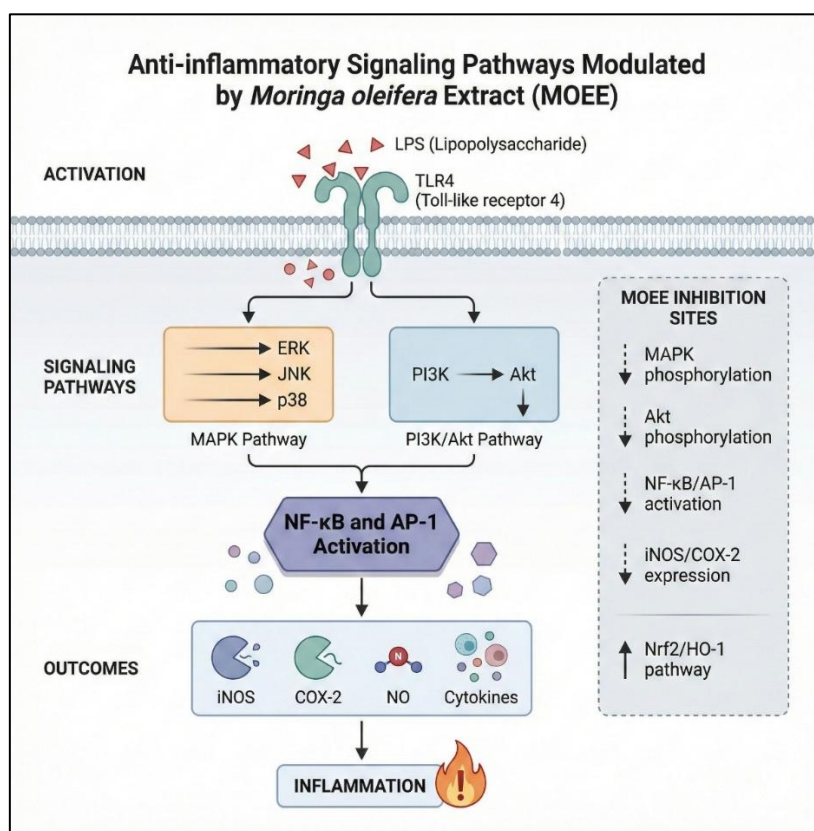 Anti-inflammatory Signaling Pathways Modulated
by Moringa oleifera Extract (MOEE)
LPS (Lipopolysaccharide)
ACTIVATION
TLR4
(Toll-like receptor 4)
SIGNALING
PATHWAYS
ERK
JNK
p38
MAPK Pathway
PI3K
Akt
PI3K/Akt Pathway
NF-κB and AP-1
Activation
OUTCOMES
iNOS
COX-2
N
NO
Cytokines
INFLAMMATION
!
MOEE INHIBITION
SITES
MAPK
phosphorylation
Akt
phosphorylation
NF-κB/AP-1
activation
iNOS/COX-2
expression
Nrf2/HO-1
pathway